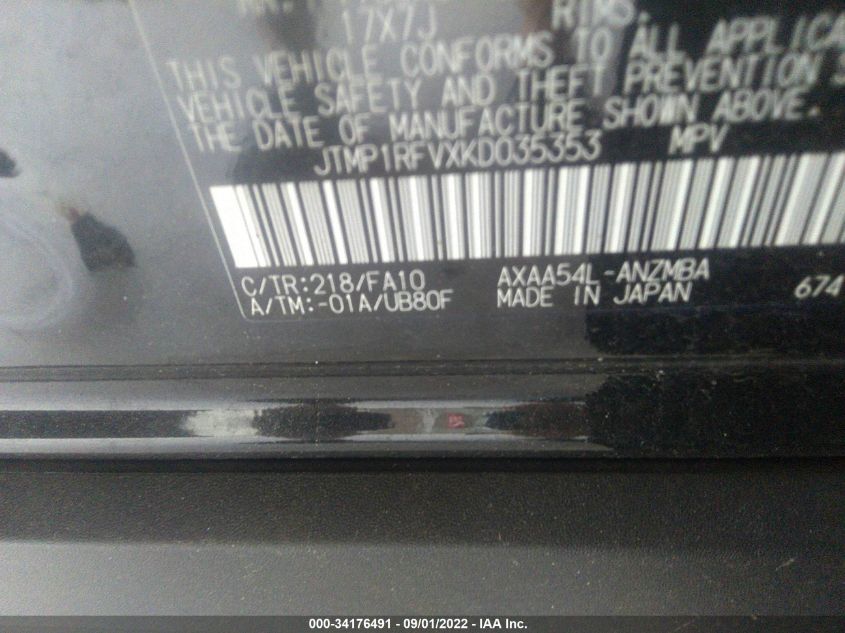 17X7J RIMS.
THIS VEHICLE CONFORMS TO ALL APPLICA
VEHICLE SAFETY AND THEFT PREVENTION S
THE DATE OF MANUFACTURE SHOWN ABOVE.
JTMP1RFVXKD035353 MPV
C/TR:218/FA10 AXAA54L-ANZMBA
A/TM:-01A/UB80F MADE IN JAPAN 674
000-34176491 - 09/01/2022 - IAA Inc.